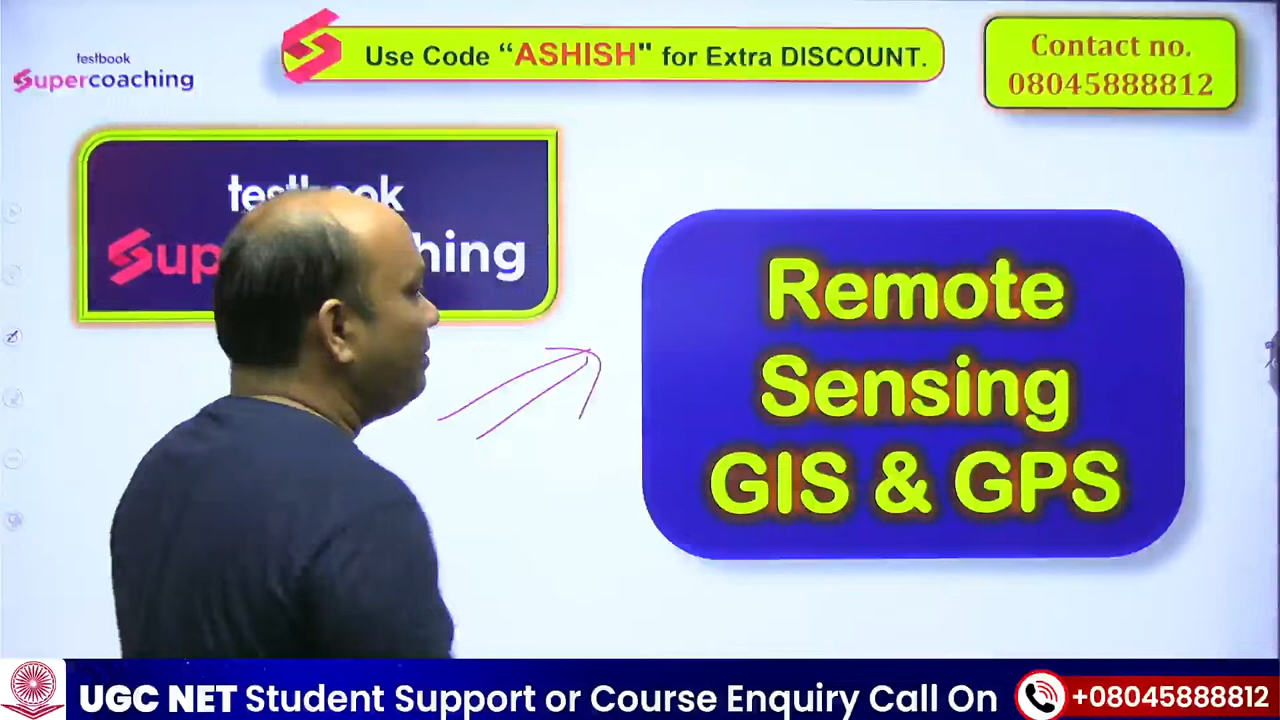 testbook
Supercoaching
Use Code “ASHISH" for Extra DISCOUNT.
Contact no.
08045888812
Remote
Sensing
GIS & GPS
UGC NET Student Support or Course Enquiry Call On
+08045888812